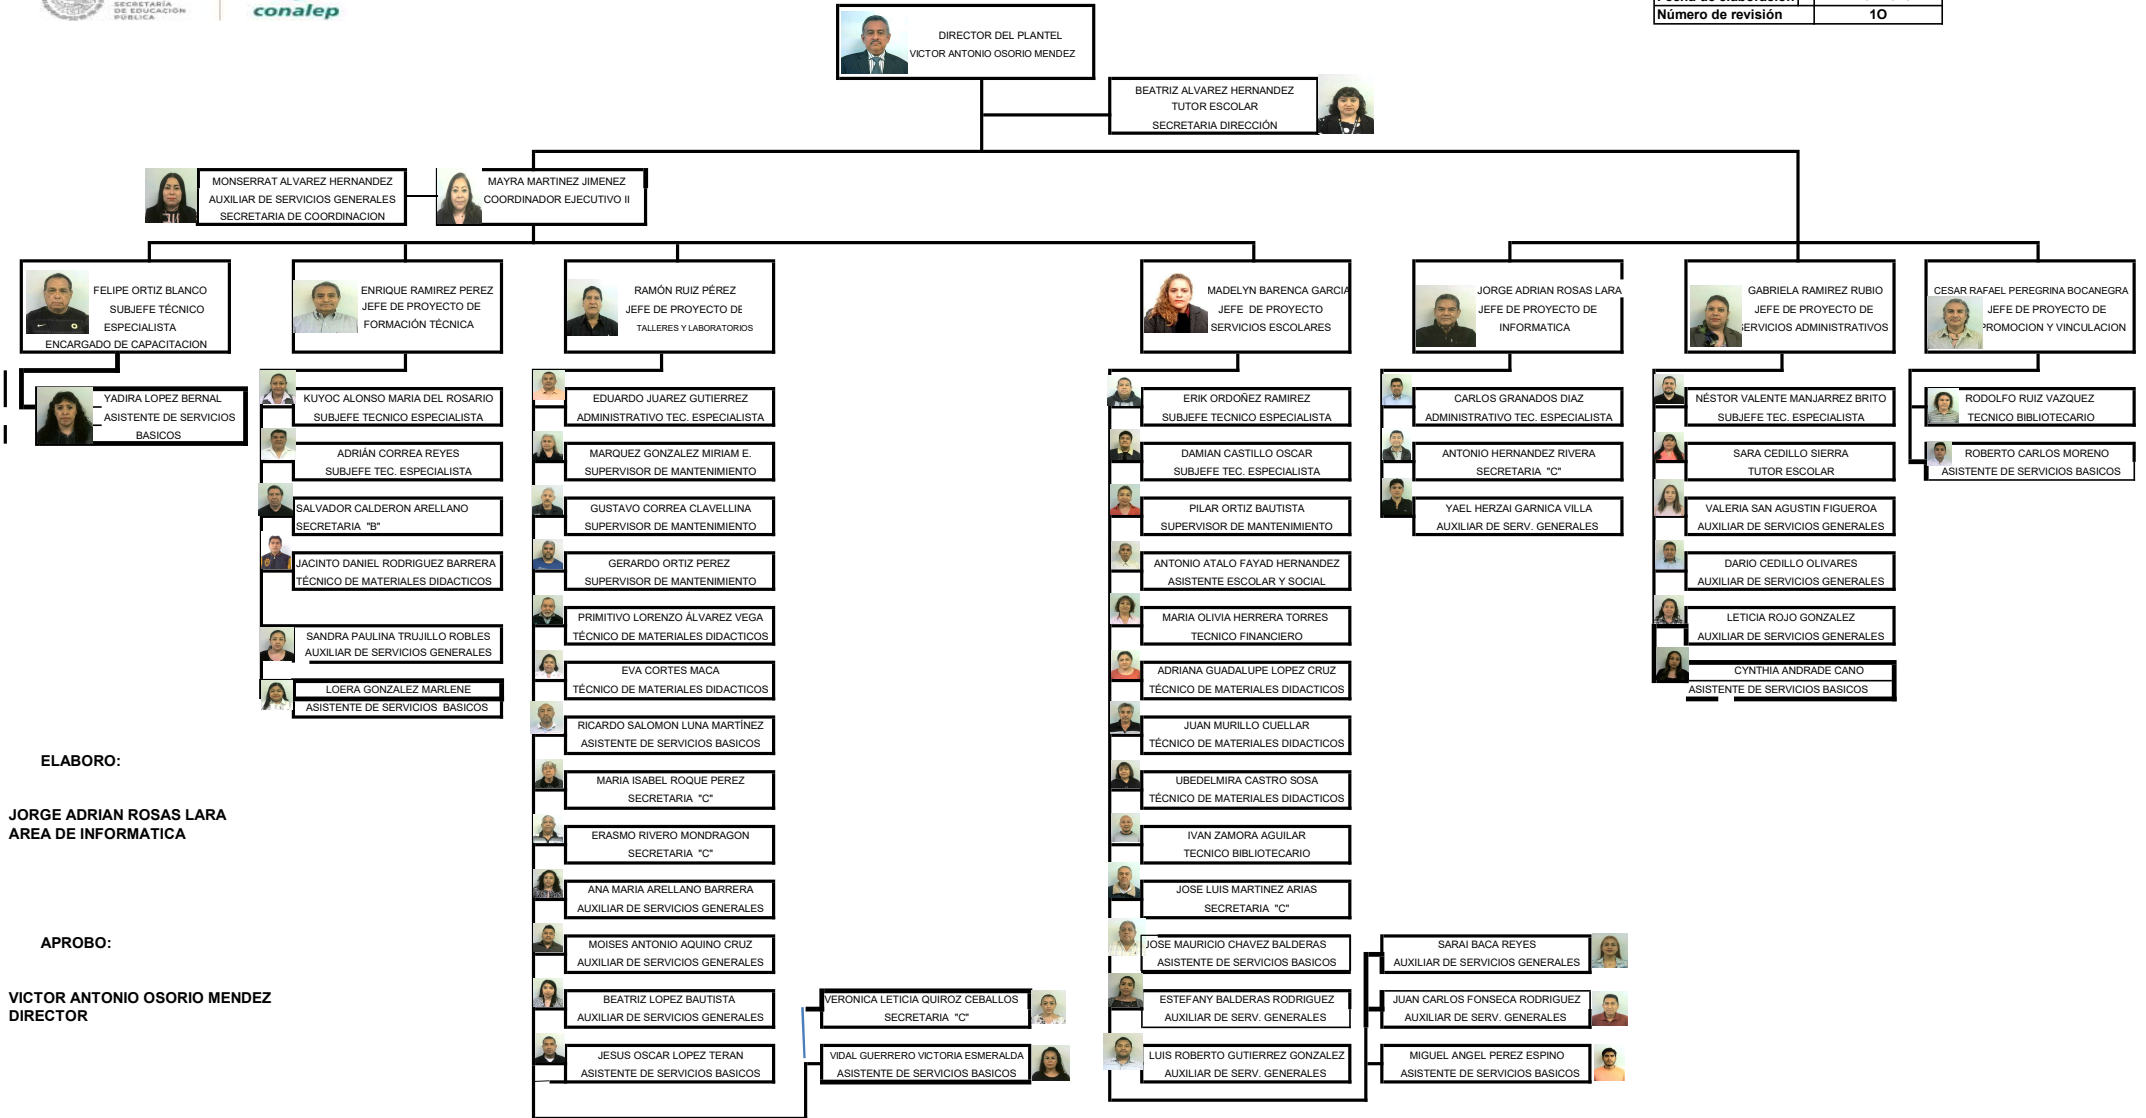 SECRETARÍA
DE EDUCACIÓN
PÚBLICA
conalep
Número de revisión
1O
DIRECTOR DEL PLANTEL
VICTOR ANTONIO OSORIO MENDEZ
BEATRIZ ALVAREZ HERNANDEZ
TUTOR ESCOLAR
SECRETARIA DIRECCIÓN
MONSERRAT ALVAREZ HERNANDEZ
AUXILIAR DE SERVICIOS GENERALES
SECRETARIA DE COORDINACION
MAYRA MARTINEZ JIMENEZ
COORDINADOR EJECUTIVO II
FELIPE ORTIZ BLANCO
SUBJEFE TÉCNICO
ESPECIALISTA
ENCARGADO DE CAPACITACION
ENRIQUE RAMIREZ PEREZ
JEFE DE PROYECTO DE
FORMACIÓN TÉCNICA
RAMÓN RUIZ PÉREZ
JEFE DE PROYECTO DE
TALLERES Y LABORATORIOS
MADELYN BARENCA GARCIA
JEFE DE PROYECTO
SERVICIOS ESCOLARES
JORGE ADRIAN ROSAS LARA
JEFE DE PROYECTO DE
INFORMATICA
GABRIELA RAMIREZ RUBIO
JEFE DE PROYECTO DE
SERVICIOS ADMINISTRATIVOS
CESAR RAFAEL PEREGRINA BOCANEGRA
JEFE DE PROYECTO DE
PROMOCION Y VINCULACION
YADIRA LOPEZ BERNAL
ASISTENTE DE SERVICIOS
BASICOS
KUYOC ALONSO MARIA DEL ROSARIO
SUBJEFE TECNICO ESPECIALISTA
ADRIÁN CORREA REYES
SUBJEFE TEC. ESPECIALISTA
SALVADOR CALDERON ARELLANO
SECRETARIA "B"
JACINTO DANIEL RODRIGUEZ BARRERA
TÉCNICO DE MATERIALES DIDACTICOS
SANDRA PAULINA TRUJILLO ROBLES
AUXILIAR DE SERVICIOS GENERALES
LOERA GONZALEZ MARLENE
ASISTENTE DE SERVICIOS BASICOS
EDUARDO JUAREZ GUTIERREZ
ADMINISTRATIVO TEC. ESPECIALISTA
MARQUEZ GONZALEZ MIRIAM E.
SUPERVISOR DE MANTENIMIENTO
GUSTAVO CORREA CLAVELLINA
SUPERVISOR DE MANTENIMIENTO
GERARDO ORTIZ PEREZ
SUPERVISOR DE MANTENIMIENTO
PRIMITIVO LORENZO ÁLVAREZ VEGA
TÉCNICO DE MATERIALES DIDACTICOS
EVA CORTES MACA
TÉCNICO DE MATERIALES DIDACTICOS
RICARDO SALOMON LUNA MARTÍNEZ
ASISTENTE DE SERVICIOS BASICOS
MARIA ISABEL ROQUE PEREZ
SECRETARIA "C"
ERASMO RIVERO MONDRAGON
SECRETARIA "C"
ANA MARIA ARELLANO BARRERA
AUXILIAR DE SERVICIOS GENERALES
MOISES ANTONIO AQUINO CRUZ
AUXILIAR DE SERVICIOS GENERALES
BEATRIZ LOPEZ BAUTISTA
AUXILIAR DE SERVICIOS GENERALES
JESUS OSCAR LOPEZ TERAN
ASISTENTE DE SERVICIOS BASICOS
VERONICA LETICIA QUIROZ CEBALLOS
SECRETARIA "C"
VIDAL GUERRERO VICTORIA ESMERALDA
ASISTENTE DE SERVICIOS BASICOS
ERIK ORDOÑEZ RAMIREZ
SUBJEFE TECNICO ESPECIALISTA
DAMIAN CASTILLO OSCAR
SUBJEFE TEC. ESPECIALISTA
PILAR ORTIZ BAUTISTA
SUPERVISOR DE MANTENIMIENTO
ANTONIO ATALO FAYAD HERNANDEZ
ASISTENTE ESCOLAR Y SOCIAL
MARIA OLIVIA HERRERA TORRES
TECNICO FINANCIERO
ADRIANA GUADALUPE LOPEZ CRUZ
TÉCNICO DE MATERIALES DIDACTICOS
JUAN MURILLO CUELLAR
TÉCNICO DE MATERIALES DIDACTICOS
UBEDELMIRA CASTRO SOSA
TÉCNICO DE MATERIALES DIDACTICOS
IVAN ZAMORA AGUILAR
TECNICO BIBLIOTECARIO
JOSE LUIS MARTINEZ ARIAS
SECRETARIA "C"
JOSE MAURICIO CHAVEZ BALDERAS
ASISTENTE DE SERVICIOS BASICOS
ESTEFANY BALDERAS RODRIGUEZ
AUXILIAR DE SERV. GENERALES
LUIS ROBERTO GUTIERREZ GONZALEZ
AUXILIAR DE SERV. GENERALES
SARAI BACA REYES
AUXILIAR DE SERVICIOS GENERALES
JUAN CARLOS FONSECA RODRIGUEZ
AUXILIAR DE SERV. GENERALES
MIGUEL ANGEL PEREZ ESPINO
ASISTENTE DE SERVICIOS BASICOS
CARLOS GRANADOS DIAZ
ADMINISTRATIVO TEC. ESPECIALISTA
ANTONIO HERNANDEZ RIVERA
SECRETARIA "C"
YAEL HERZAI GARNICA VILLA
AUXILIAR DE SERV. GENERALES
NÉSTOR VALENTE MANJARREZ BRITO
SUBJEFE TEC. ESPECIALISTA
SARA CEDILLO SIERRA
TUTOR ESCOLAR
VALERIA SAN AGUSTIN FIGUEROA
AUXILIAR DE SERVICIOS GENERALES
DARIO CEDILLO OLIVARES
AUXILIAR DE SERVICIOS GENERALES
LETICIA ROJO GONZALEZ
AUXILIAR DE SERVICIOS GENERALES
CYNTHIA ANDRADE CANO
ASISTENTE DE SERVICIOS BASICOS
RODOLFO RUIZ VAZQUEZ
TECNICO BIBLIOTECARIO
ROBERTO CARLOS MORENO
ASISTENTE DE SERVICIOS BASICOS
ELABORO:
JORGE ADRIAN ROSAS LARA
AREA DE INFORMATICA
APROBO:
VICTOR ANTONIO OSORIO MENDEZ
DIRECTOR